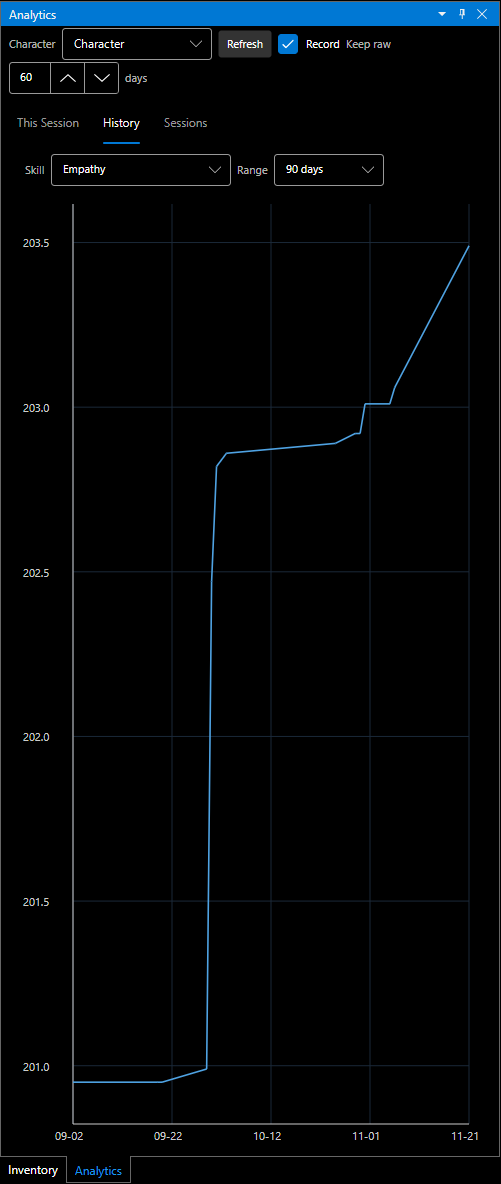 Analytics
Character Character Refresh Record Keep raw
60 days
This Session History Sessions
Skill Empathy Range 90 days
203.5
203.0
202.5
202.0
201.5
201.0
09-02 09-22 10-12 11-01 11-21
Inventory Analytics